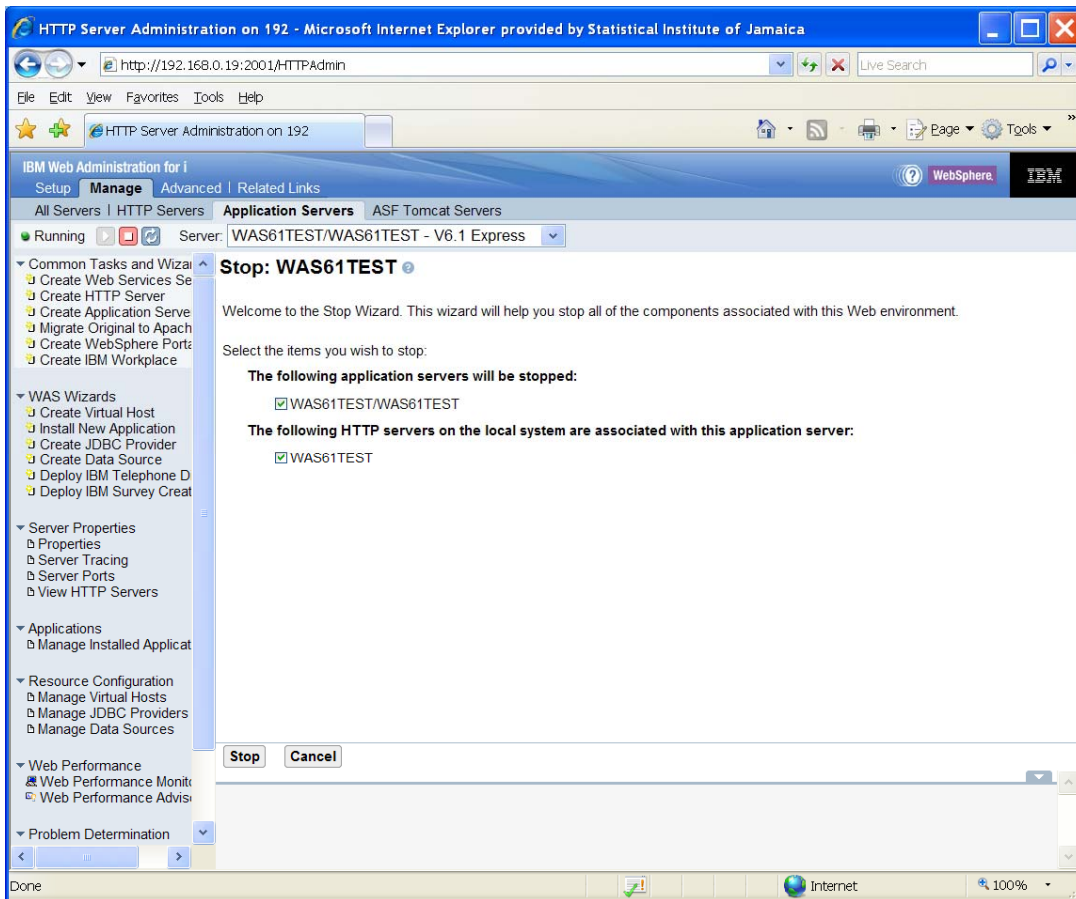 HTTP Server Administration on 192 - Microsoft Internet Explorer provided by Statistical Institute of Jamaica
http://192.168.0.19:2001/HTTPAdmin
Live Search
File Edit View Favorites Tools Help
HTTP Server Administration on 192
Page Tools
IBM Web Administration for i
Setup Manage Advanced | Related Links
WebSphere.
IBM
All Servers | HTTP Servers Application Servers ASF Tomcat Servers
Running Server: WAS61TEST/WAS61TEST - V6.1 Express
Common Tasks and Wizar
Create Web Services Se
Create HTTP Server
Create Application Serve
Migrate Original to Apach
Create WebSphere Porta
Create IBM Workplace
WAS Wizards
Create Virtual Host
Install New Application
Create JDBC Provider
Create Data Source
Deploy IBM Telephone D
Deploy IBM Survey Creat
Server Properties
Properties
Server Tracing
Server Ports
View HTTP Servers
Applications
Manage Installed Applicat
Resource Configuration
Manage Virtual Hosts
Manage JDBC Providers
Manage Data Sources
Web Performance
Web Performance Monito
Web Performance Adviso
Problem Determination
Stop: WAS61TEST
Welcome to the Stop Wizard. This wizard will help you stop all of the components associated with this Web environment.
Select the items you wish to stop:
The following application servers will be stopped:
WAS61TEST/WAS61TEST
The following HTTP servers on the local system are associated with this application server:
WAS61TEST
Stop Cancel
Done
Internet
100%